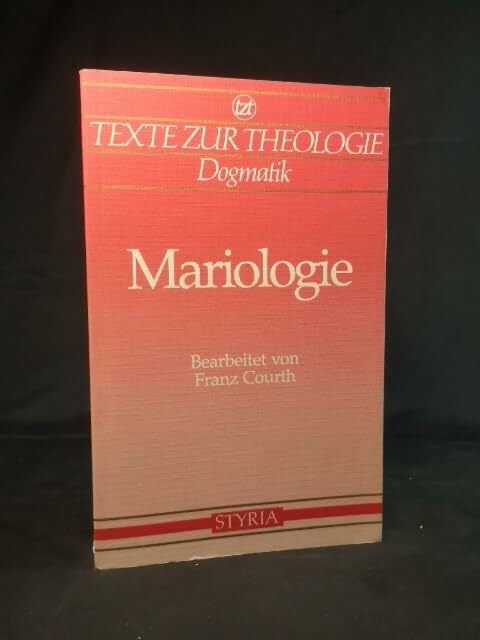 tzt
TEXTE ZUR THEOLOGIE
Dogmatik
Mariologie
Bearbeitet von
Franz Courth
STYRIA